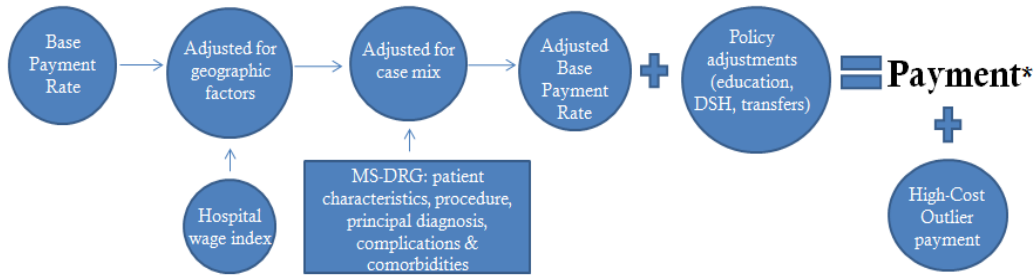 Base
Payment
Rate
Adjusted for
geographic
factors
Adjusted for
case mix
Adjusted
Base
Payment
Rate
Policy
adjustments
(education,
DSH, transfers)
Payment*
Hospital
wage index
MS-DRG: patient
characteristics, procedure,
principal diagnosis,
complications &
comorbidities
High-Cost
Outlier
payment